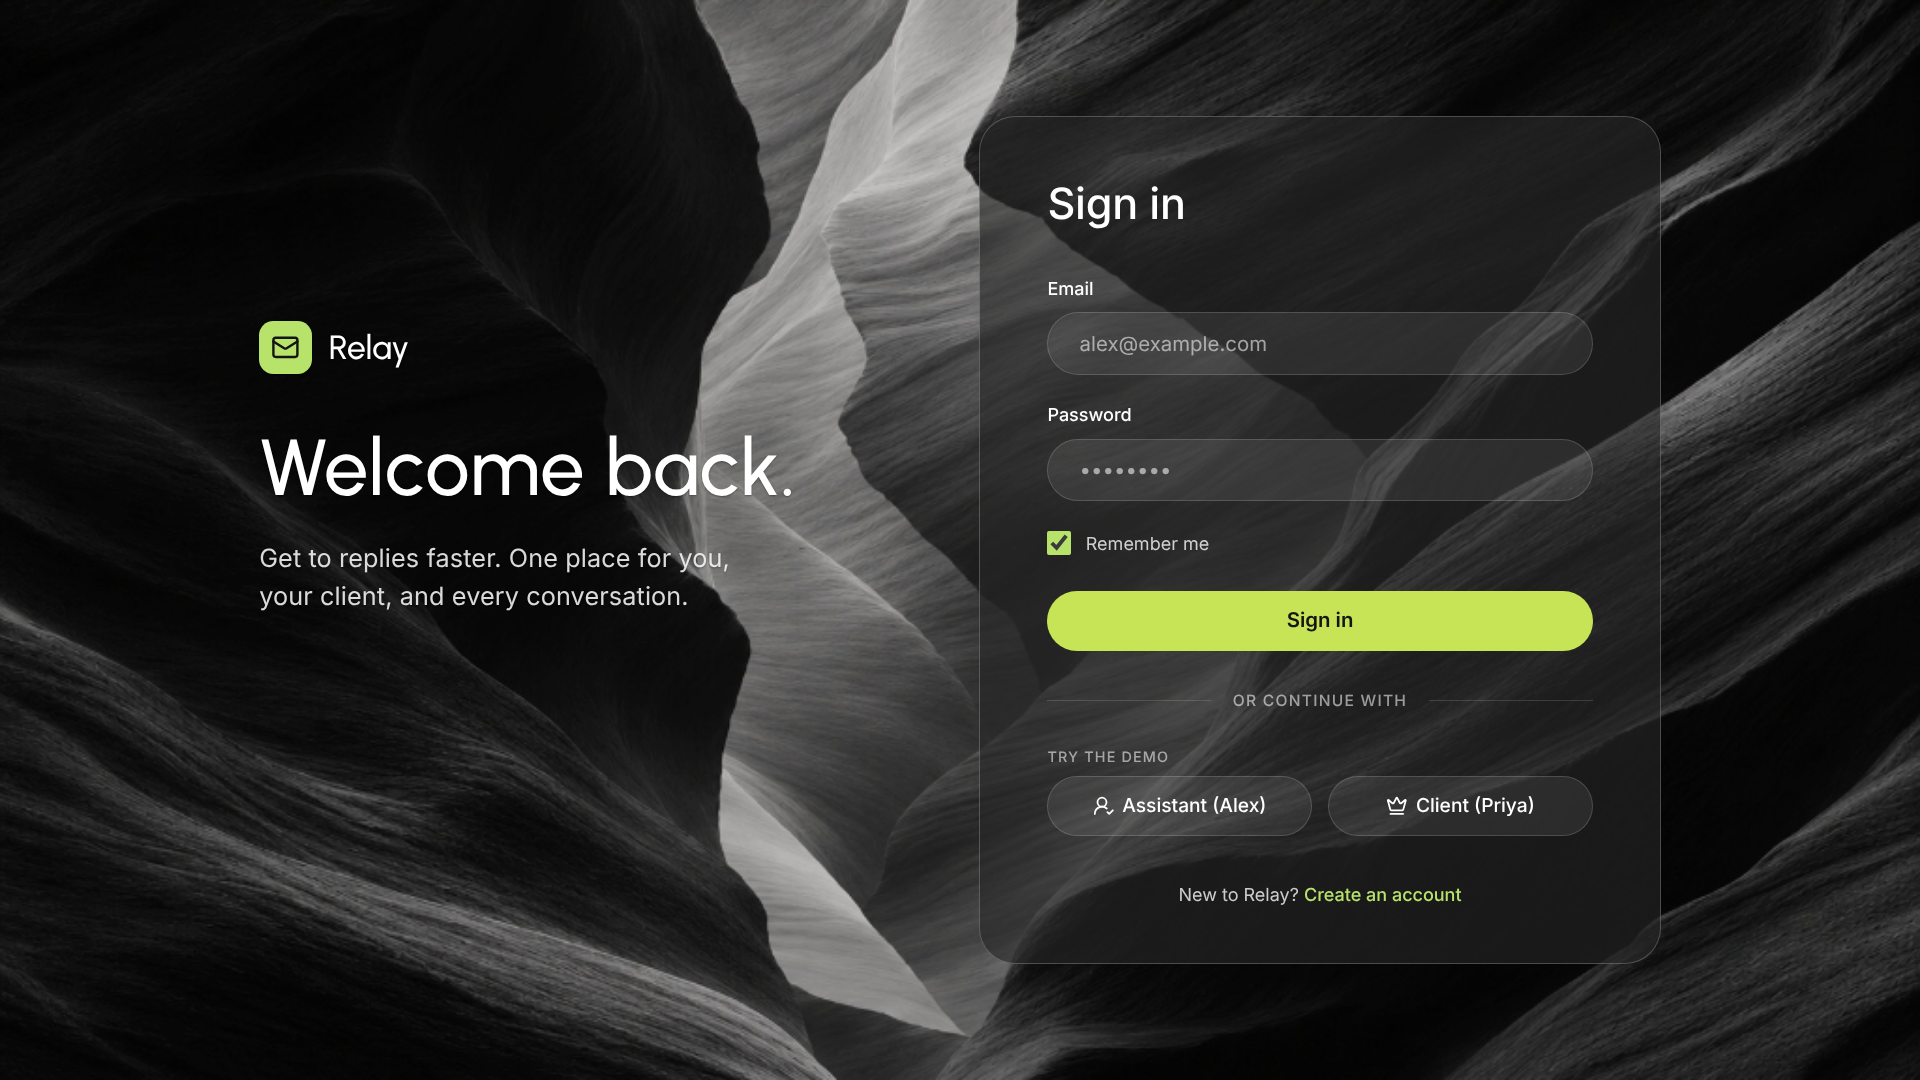 Relay
Welcome back.
Get to replies faster. One place for you,
your client, and every conversation.
Sign in
Email
alex@example.com
Password
••••••••
Remember me
Sign in
OR CONTINUE WITH
TRY THE DEMO
Assistant (Alex)
Client (Priya)
New to Relay? Create an account